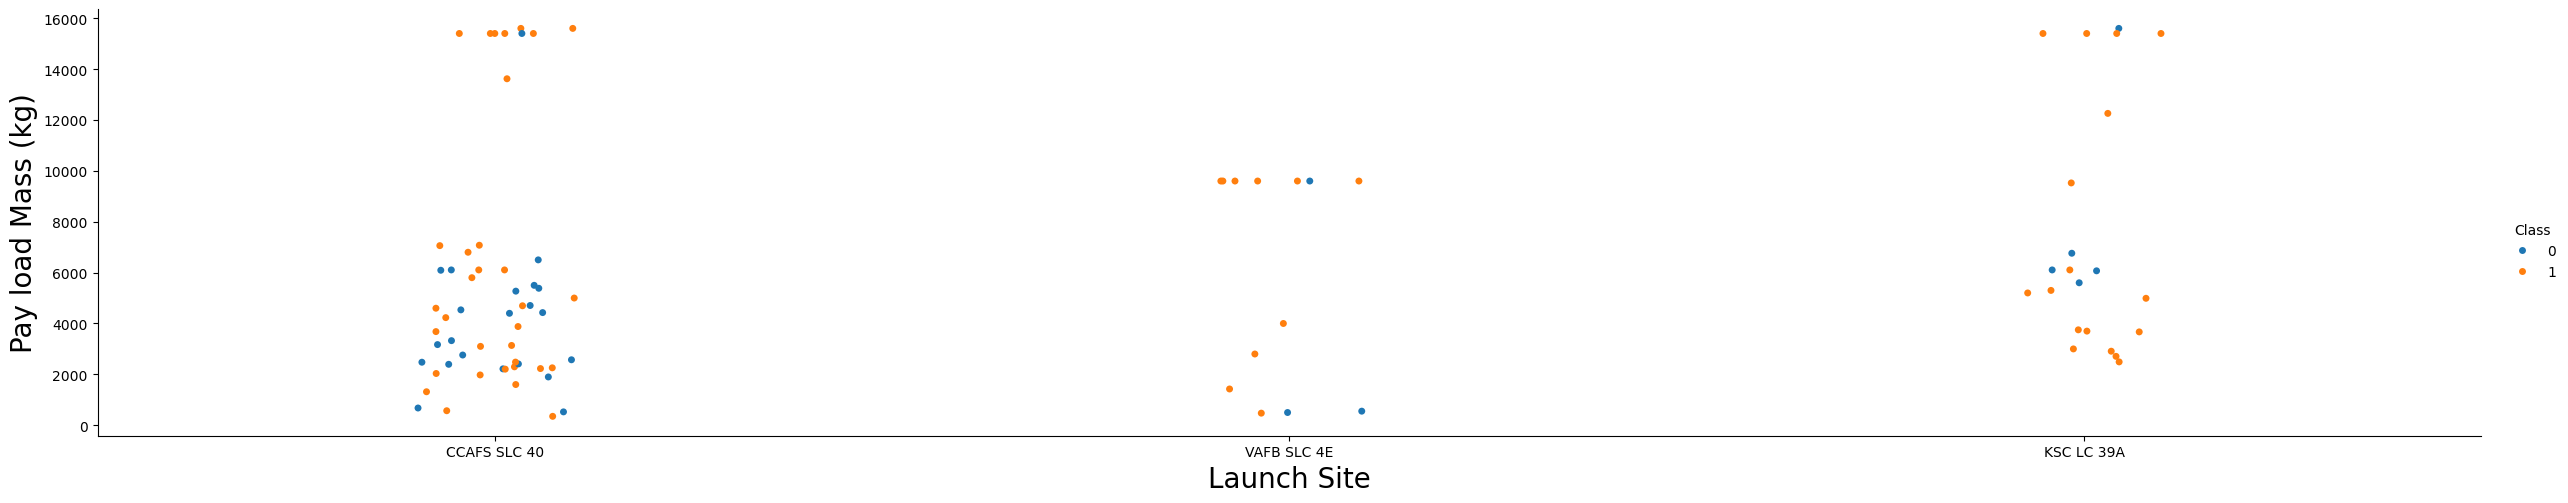 Pay load Mass (kg)
16000
14000
12000
10000
8000
6000
4000
2000
0
CCAFS SLC 40
VAFB SLC 4E
KSC LC 39A
Launch Site
Class
0
1